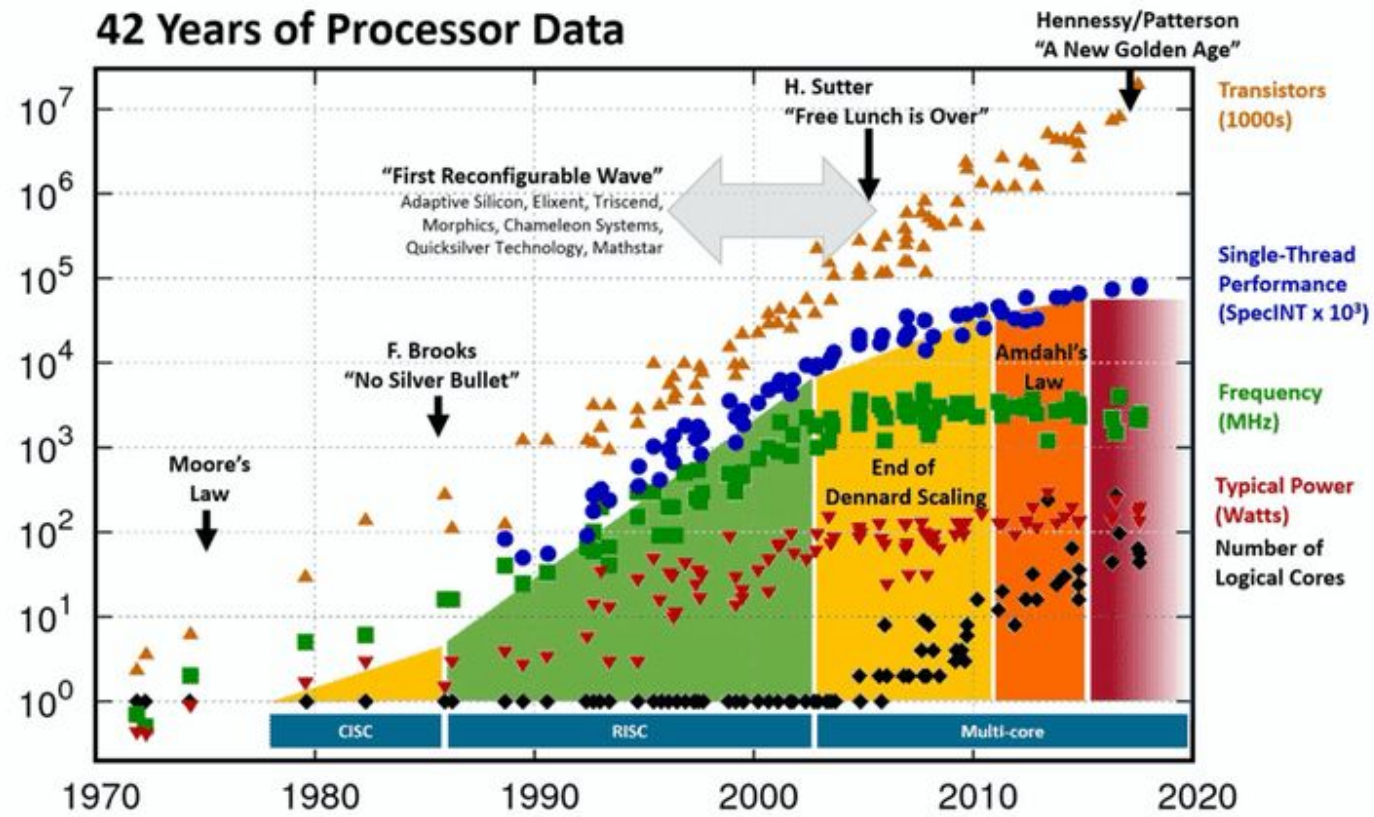 42 Years of Processor Data
Hennessy/Patterson
“A New Golden Age”
H. Sutter
“Free Lunch is Over”
“First Reconfigurable Wave”
Adaptive Silicon, Elixent, Triscend,
Morphics, Chameleon Systems,
Quicksilver Technology, Mathstar
F. Brooks
“No Silver Bullet”
Moore’s
Law
Amdahl’s
Law
End of
Dennard Scaling
10⁷
10⁶
10⁵
10⁴
10³
10²
10¹
10⁰
Transistors
(1000s)
Single-Thread
Performance
(SpecINT x 10³)
Frequency
(MHz)
Typical Power
(Watts)
Number of
Logical Cores
CISC
RISC
Multi-core
1970
1980
1990
2000
2010
2020